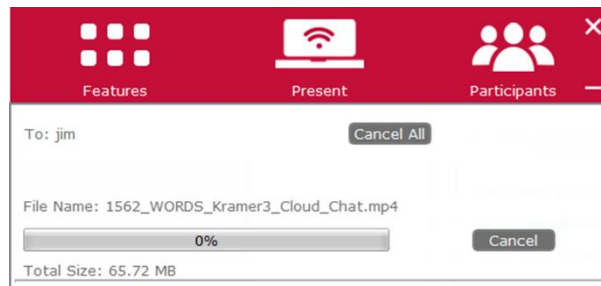 Features Present Participants
To: jim Cancel All
File Name: 1562_WORDS_Kramer3_Cloud_Chat.mp4
0% Cancel
Total Size: 65.72 MB